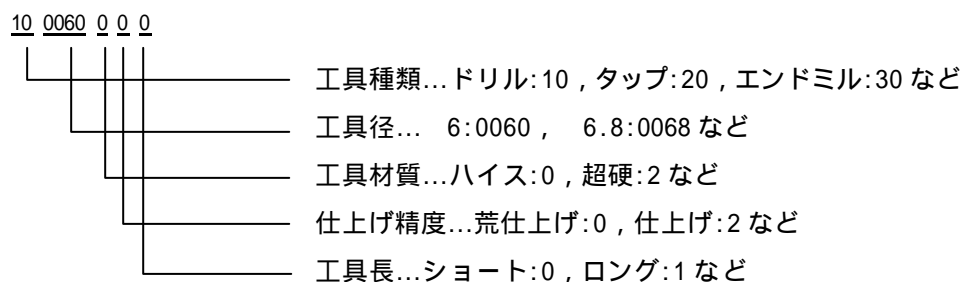 10 0060 0 0 0
工具種類…ドリル:10，タップ:20，エンドミル:30 など
工具径… 6:0060， 6.8:0068 など
工具材質…ハイス:0，超硬:2 など
仕上げ精度…荒仕上げ:0，仕上げ:2 など
工具長…ショート:0，ロング:1 など